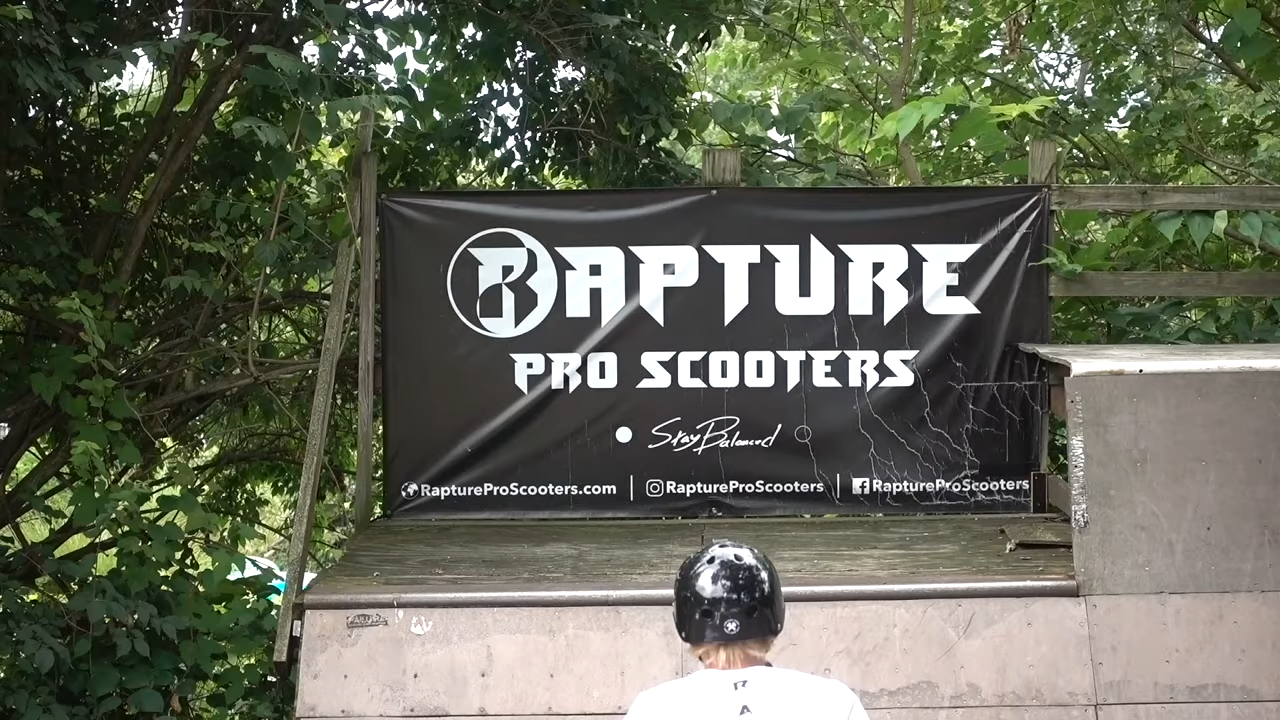 RAPTURE
PRO SCOOTERS
Stay Balanced
RaptureProScooters.com | RaptureProScooters | RaptureProScooters
R
A